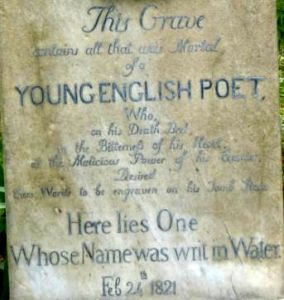 This Grave
contains all that was Mortal,
of a
YOUNG ENGLISH POET,
Who,
on his Death Bed,
in the Bitterness of his Heart,
at the Malicious Power of his Enemies,
Desired
these Words to be engraven on his Tomb Stone
Here lies One
Whose Name was writ in Water.
Feb 24th 1821